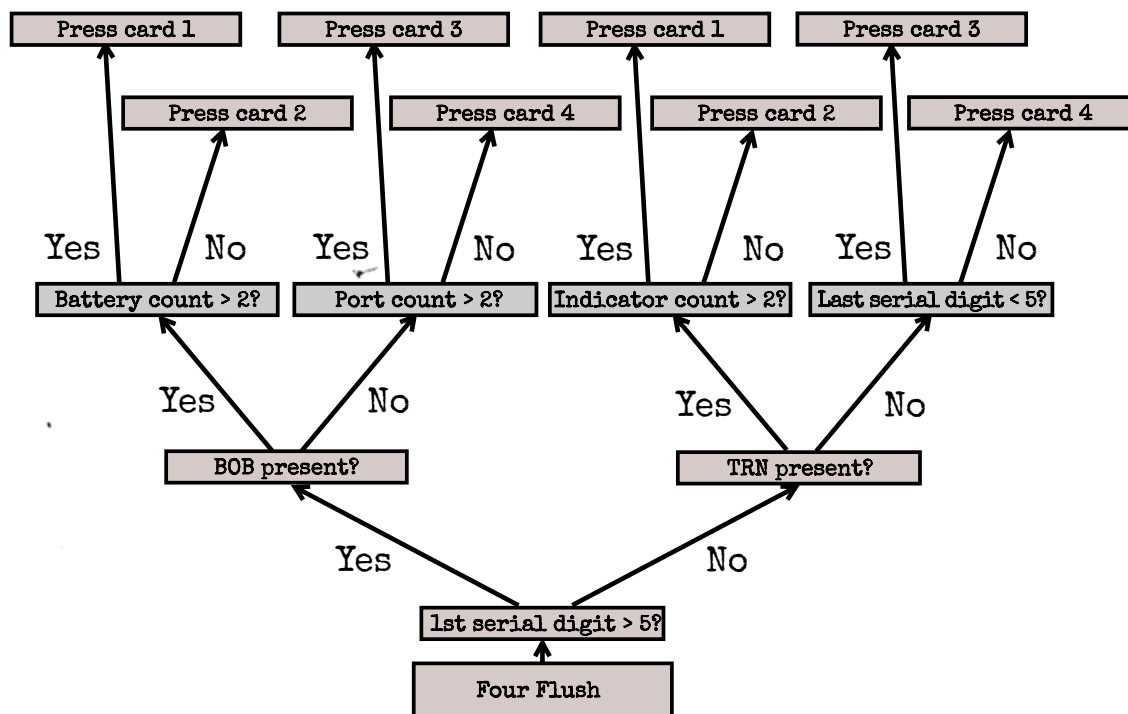 Press card 1
Press card 3
Press card 1
Press card 3
Press card 2
Press card 4
Press card 2
Press card 4
Yes
No
Yes
No
Yes
No
Yes
No
Battery count > 2?
Port count > 2?
Indicator count > 2?
Last serial digit < 5?
Yes
No
Yes
No
BOB present?
TRN present?
Yes
No
1st serial digit > 5?
Four Flush